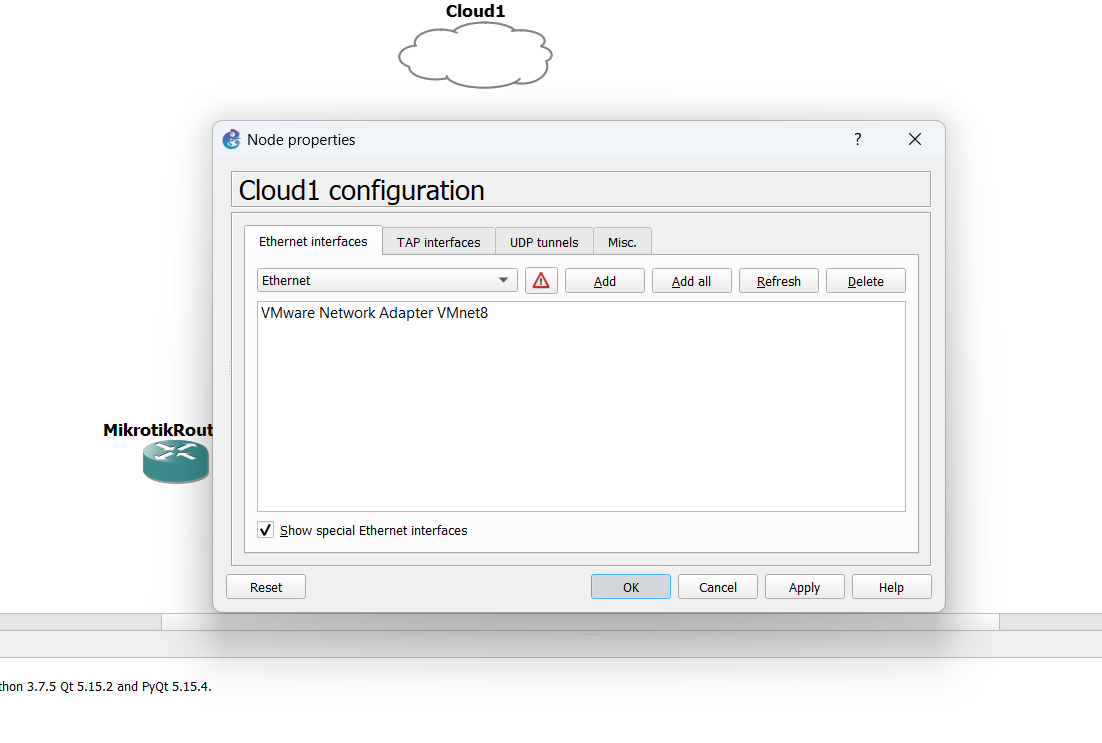 Cloud1
Node properties
?
Cloud1 configuration
Ethernet interfaces TAP interfaces UDP tunnels Misc.
Ethernet Add Add all Refresh Delete
VMware Network Adapter VMnet8
MikrotikRout
Show special Ethernet interfaces
Reset OK Cancel Apply Help
thon 3.7.5 Qt 5.15.2 and PyQt 5.15.4.